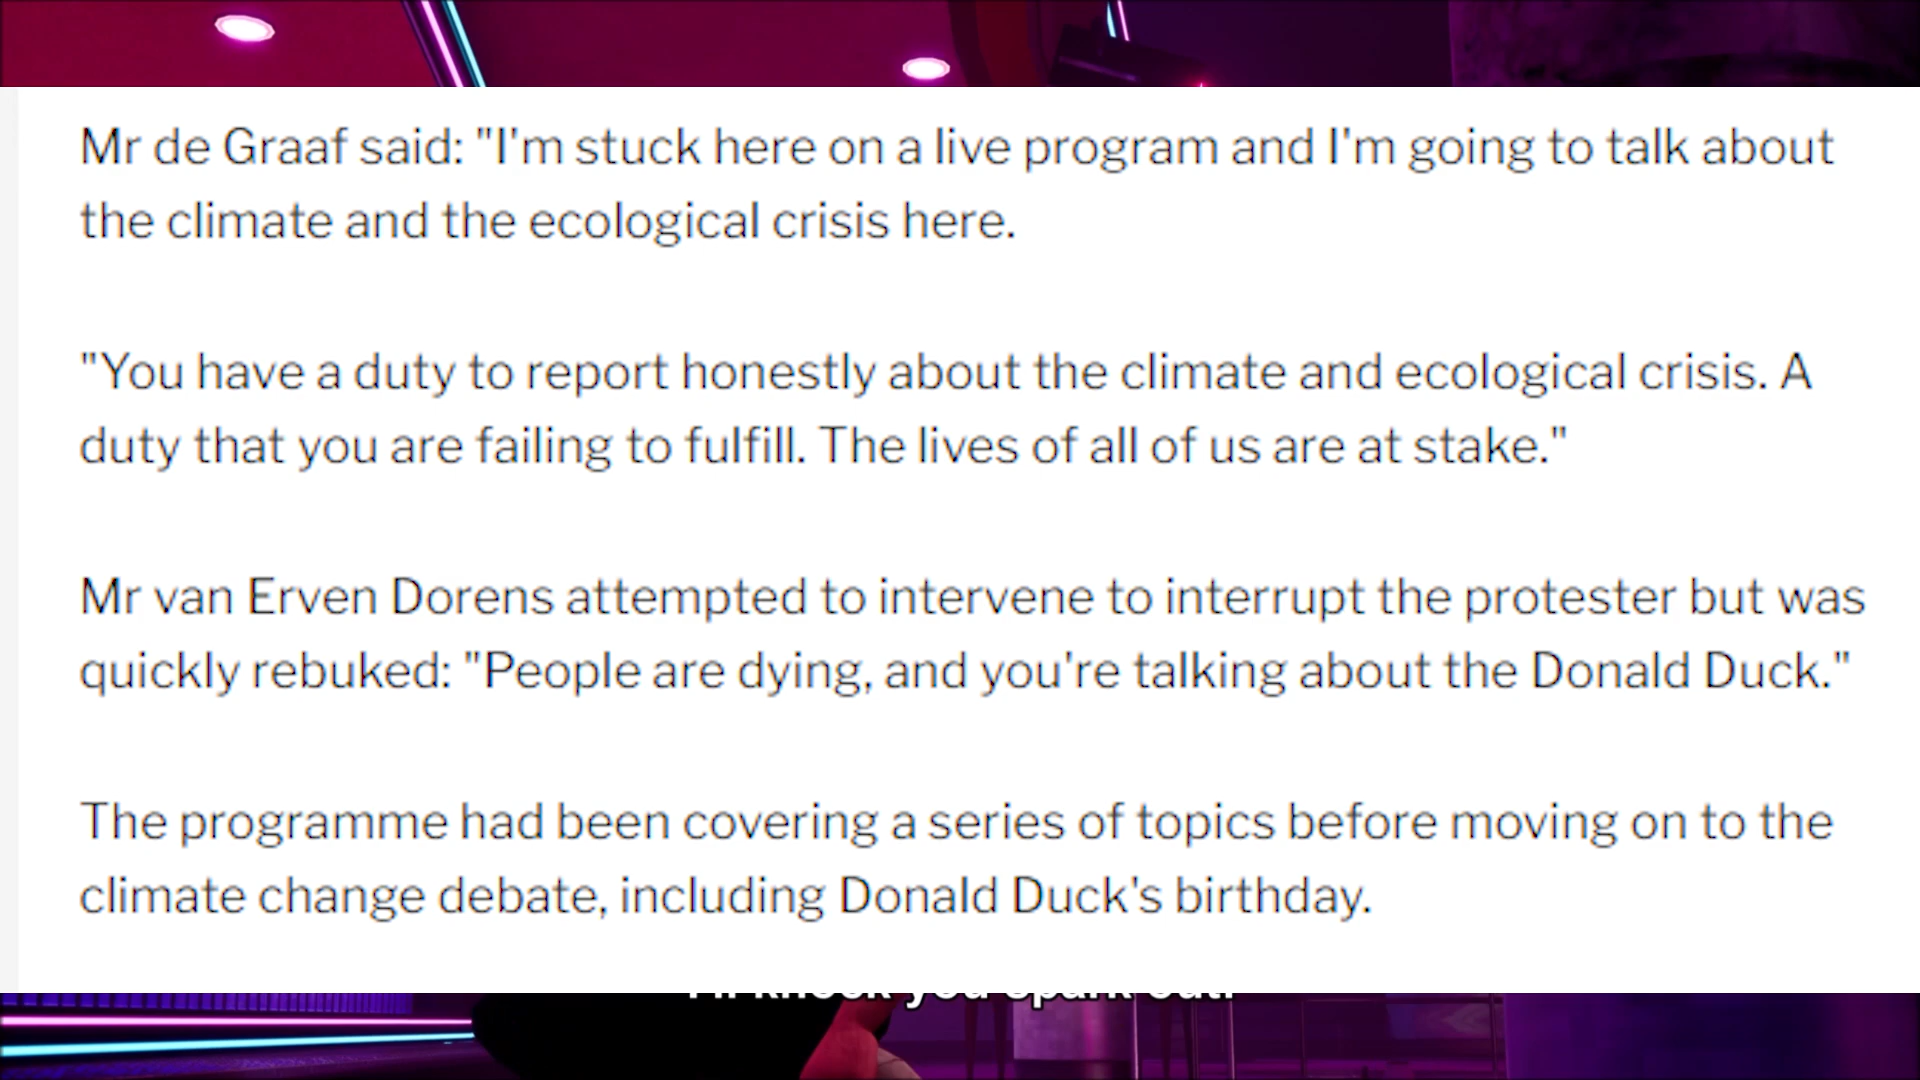 Mr de Graaf said: "I'm stuck here on a live program and I'm going to talk about
the climate and the ecological crisis here.
"You have a duty to report honestly about the climate and ecological crisis. A
duty that you are failing to fulfill. The lives of all of us are at stake."
Mr van Erven Dorens attempted to intervene to interrupt the protester but was
quickly rebuked: "People are dying, and you're talking about the Donald Duck."
The programme had been covering a series of topics before moving on to the
climate change debate, including Donald Duck's birthday.
I'll knock you spark out!